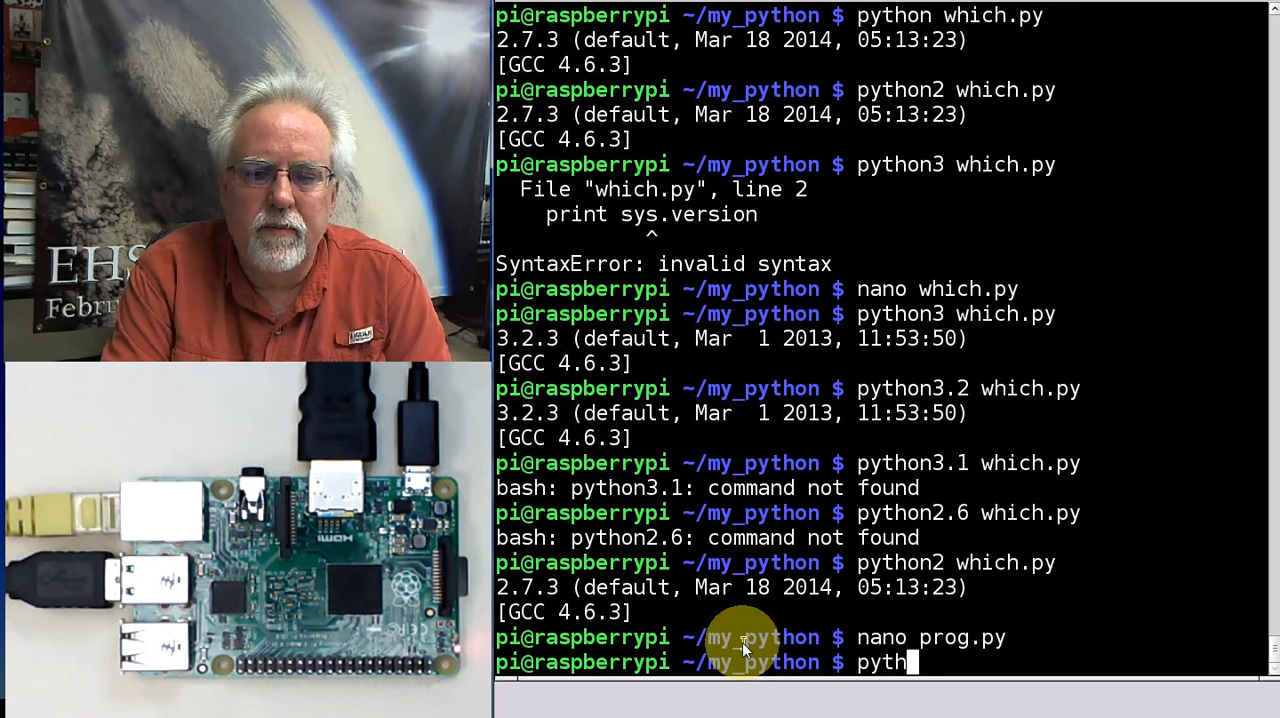 EHS
Febru
HDMI
pi@raspberrypi ~/my_python $ python which.py
2.7.3 (default, Mar 18 2014, 05:13:23)
[GCC 4.6.3]
pi@raspberrypi ~/my_python $ python2 which.py
2.7.3 (default, Mar 18 2014, 05:13:23)
[GCC 4.6.3]
pi@raspberrypi ~/my_python $ python3 which.py
File "which.py", line 2
print sys.version
^
SyntaxError: invalid syntax
pi@raspberrypi ~/my_python $ nano which.py
pi@raspberrypi ~/my_python $ python3 which.py
3.2.3 (default, Mar  1 2013, 11:53:50)
[GCC 4.6.3]
pi@raspberrypi ~/my_python $ python3.2 which.py
3.2.3 (default, Mar  1 2013, 11:53:50)
[GCC 4.6.3]
pi@raspberrypi ~/my_python $ python3.1 which.py
bash: python3.1: command not found
pi@raspberrypi ~/my_python $ python2.6 which.py
bash: python2.6: command not found
pi@raspberrypi ~/my_python $ python2 which.py
2.7.3 (default, Mar 18 2014, 05:13:23)
[GCC 4.6.3]
pi@raspberrypi ~/my_python $ nano prog.py
pi@raspberrypi ~/my_python $ pyth